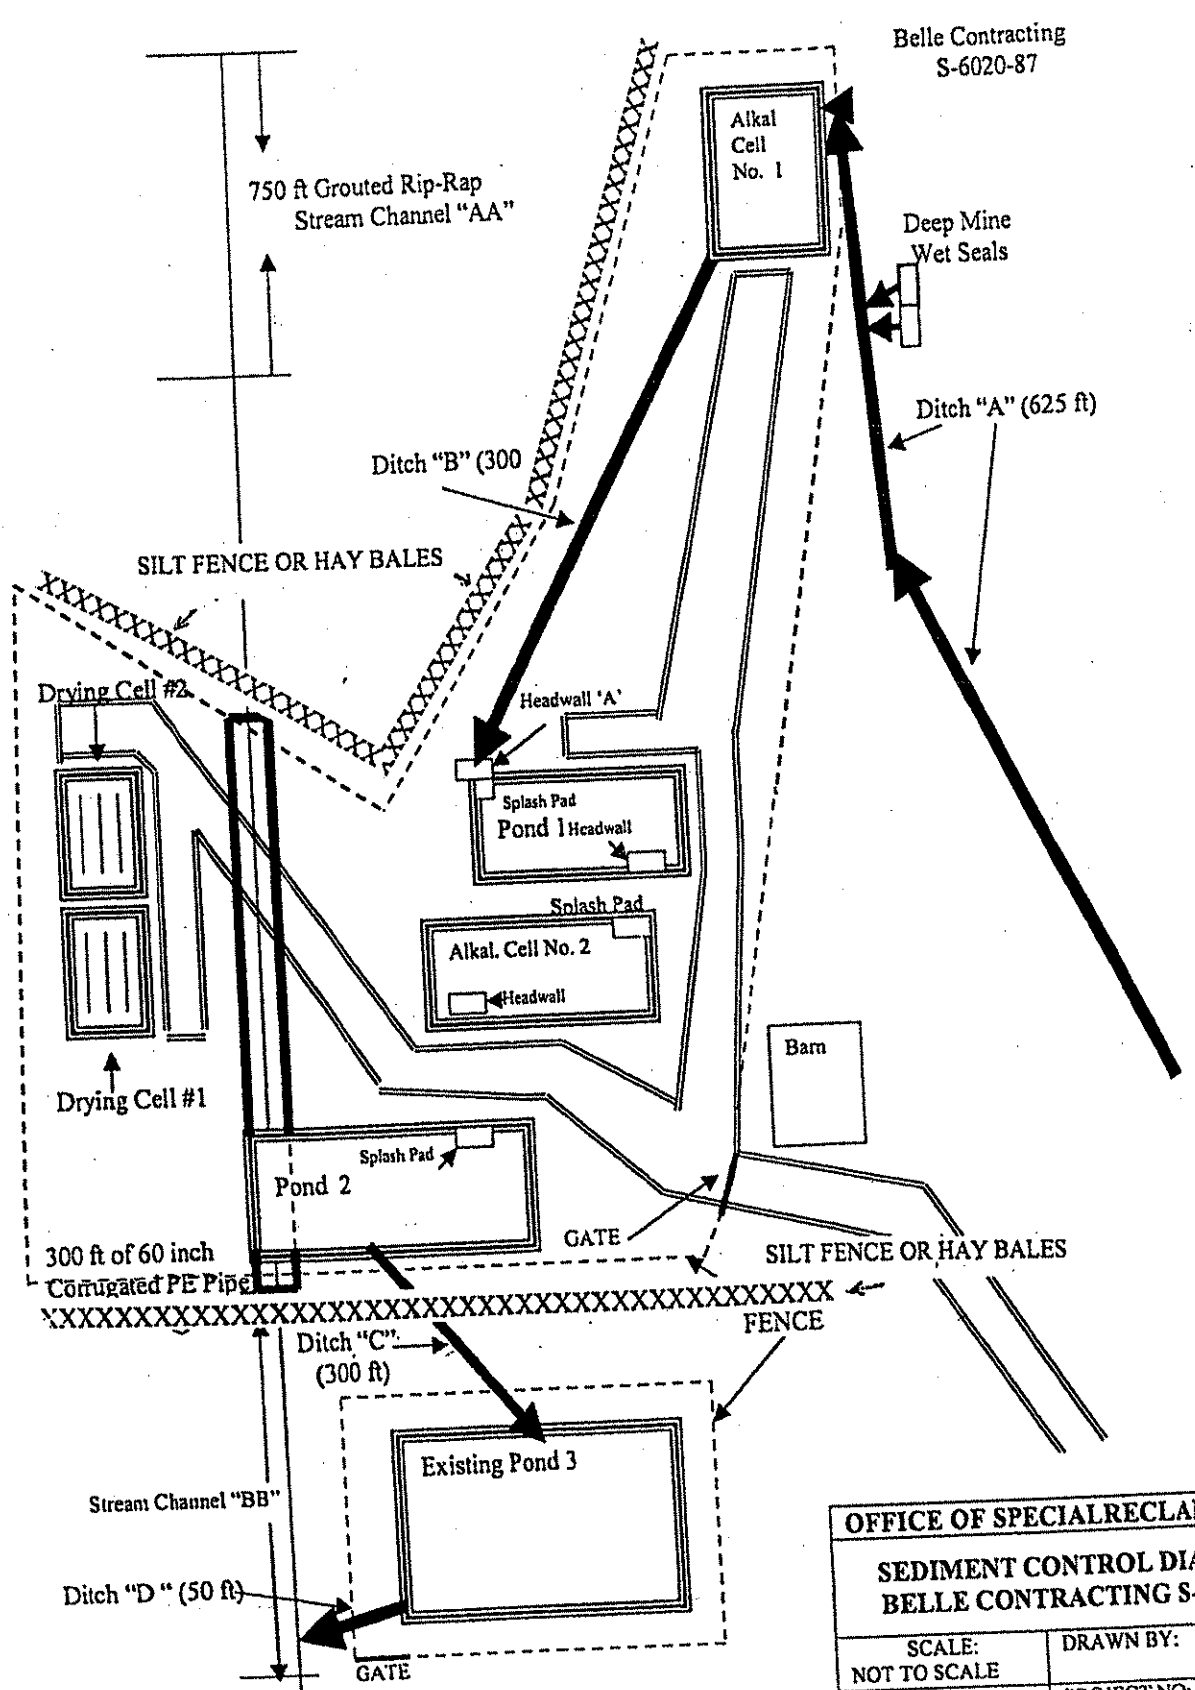 Belle Contracting
S-6020-87
Alkal
Cell
No. 1
750 ft Grouted Rip-Rap
Stream Channel "AA"
Deep Mine
Wet Seals
Ditch "A" (625 ft)
Ditch "B" (300
SILT FENCE OR HAY BALES
Drying Cell #2
Headwall 'A'
Splash Pad
Pond 1
Headwall
Splash Pad
Alkal. Cell No. 2
Headwall
Barn
Drying Cell #1
Splash Pad
Pond 2
GATE
300 ft of 60 inch
Corrugated PE Pipe
SILT FENCE OR HAY BALES
FENCE
Ditch "C"
(300 ft)
Existing Pond 3
Stream Channel "BB"
Ditch "D " (50 ft)
GATE
OFFICE OF SPECIALRECLA
SEDIMENT CONTROL DIA
BELLE CONTRACTING S-
SCALE:
NOT TO SCALE
DRAWN BY:
PROJECT NO: